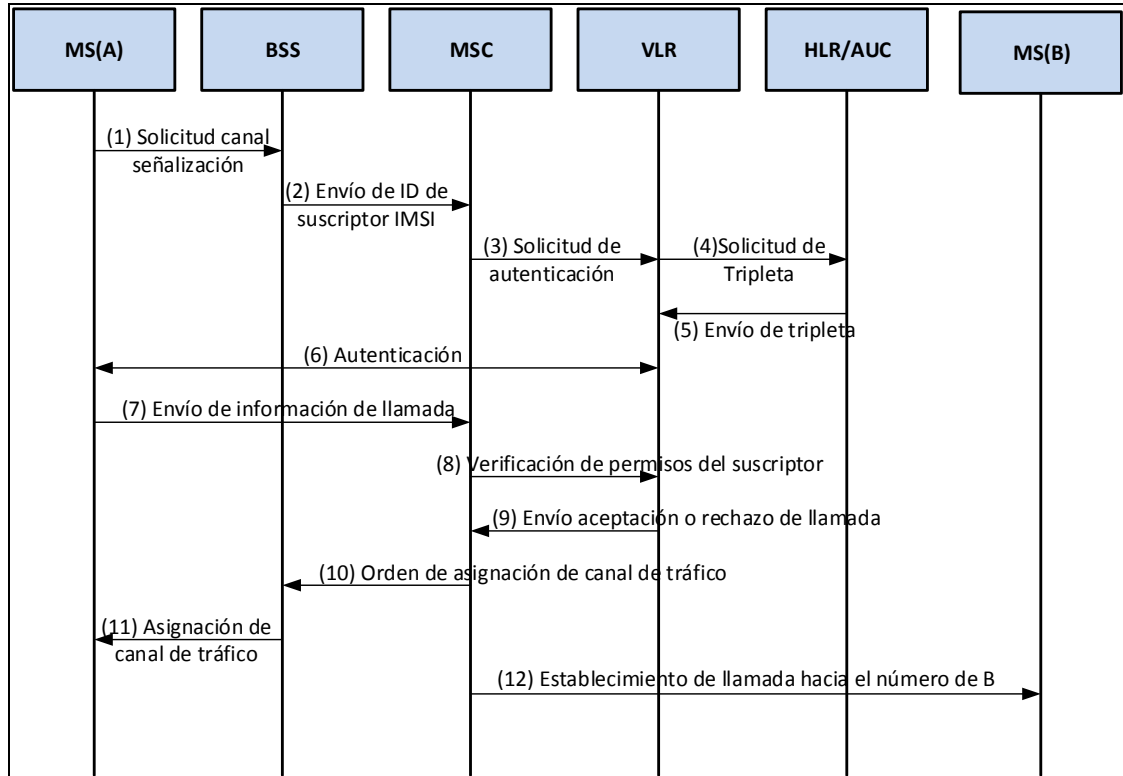 MS(A)
BSS
MSC
VLR
HLR/AUC
MS(B)
(1) Solicitud canal
señalización
(2) Envío de ID de
suscriptor IMSI
(3) Solicitud de
autenticación
(4)Solicitud de
Tripleta
(5) Envío de tripleta
(6) Autenticación
(7) Envío de información de llamada
(8) Verificación de permisos del suscriptor
(9) Envío aceptación o rechazo de llamada
(10) Orden de asignación de canal de tráfico
(11) Asignación de
canal de tráfico
(12) Establecimiento de llamada hacia el número de B